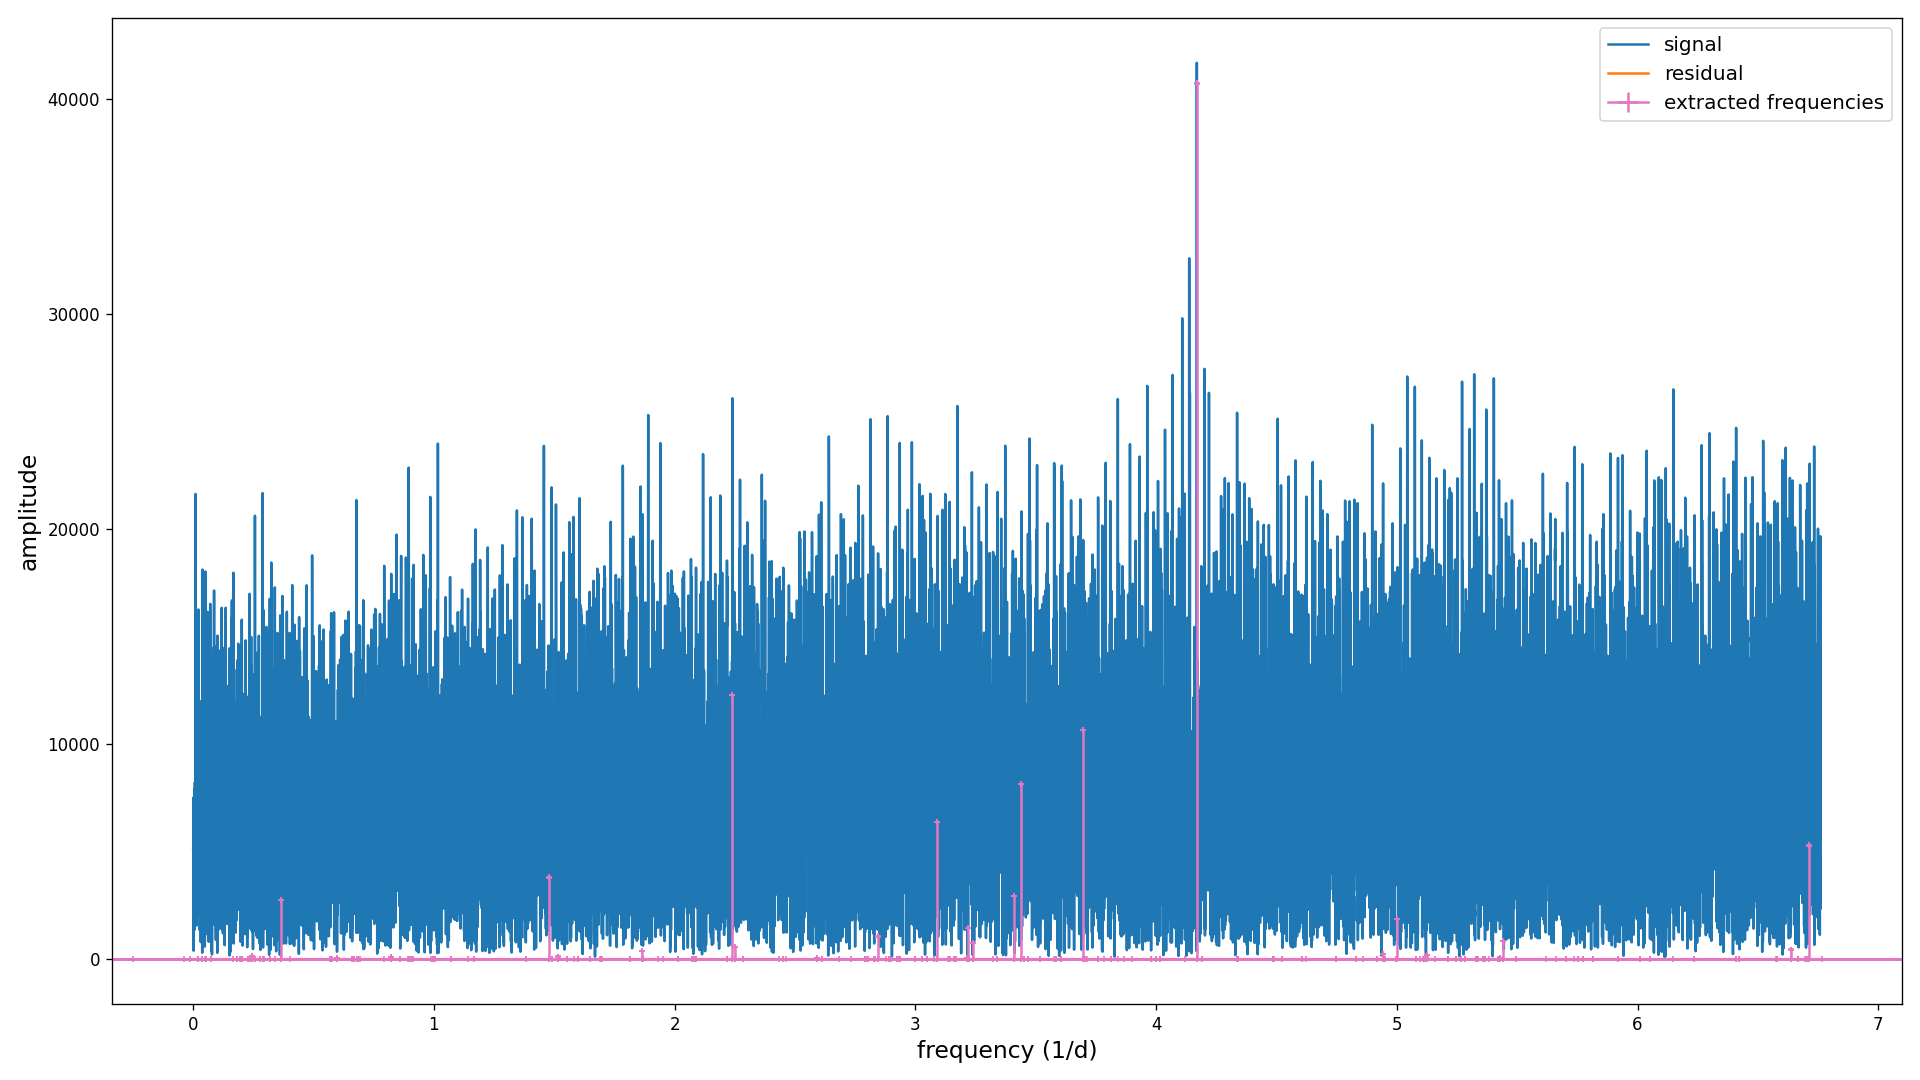 signal
residual
extracted frequencies
amplitude
40000
30000
20000
10000
0
0 1 2 3 4 5 6 7
frequency (1/d)